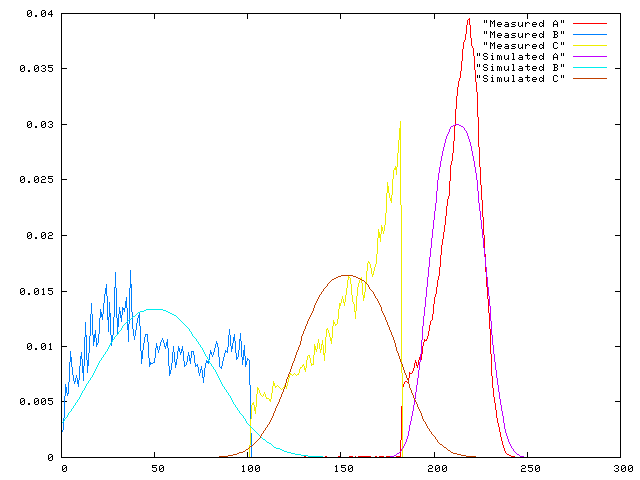 0.04
0.035
0.03
0.025
0.02
0.015
0.01
0.005
0
0 50 100 150 200 250 300
"Measured A"
"Measured B"
"Measured C"
"Simulated A"
"Simulated B"
"Simulated C"